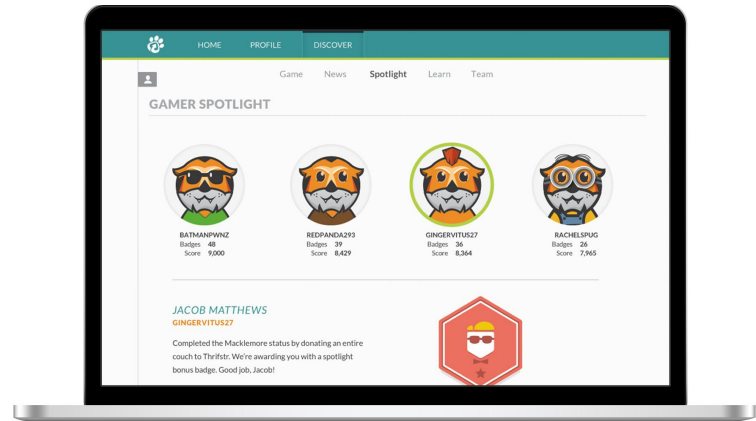 HOME PROFILE DISCOVER
Game News Spotlight Learn Team
GAMER SPOTLIGHT
BATMANPWNZ REDPANDA293 GINGERVITUS27 RACHELSPUG
Badges 48 Badges 39 Badges 36 Badges 26
Score 9,000 Score 8,429 Score 8,364 Score 7,965
JACOB MATTHEWS
GINGERVITUS27
Completed the Macklemore status by donating an entire
couch to Thrifstr. We're awarding you with a spotlight
bonus badge. Good job, Jacob!